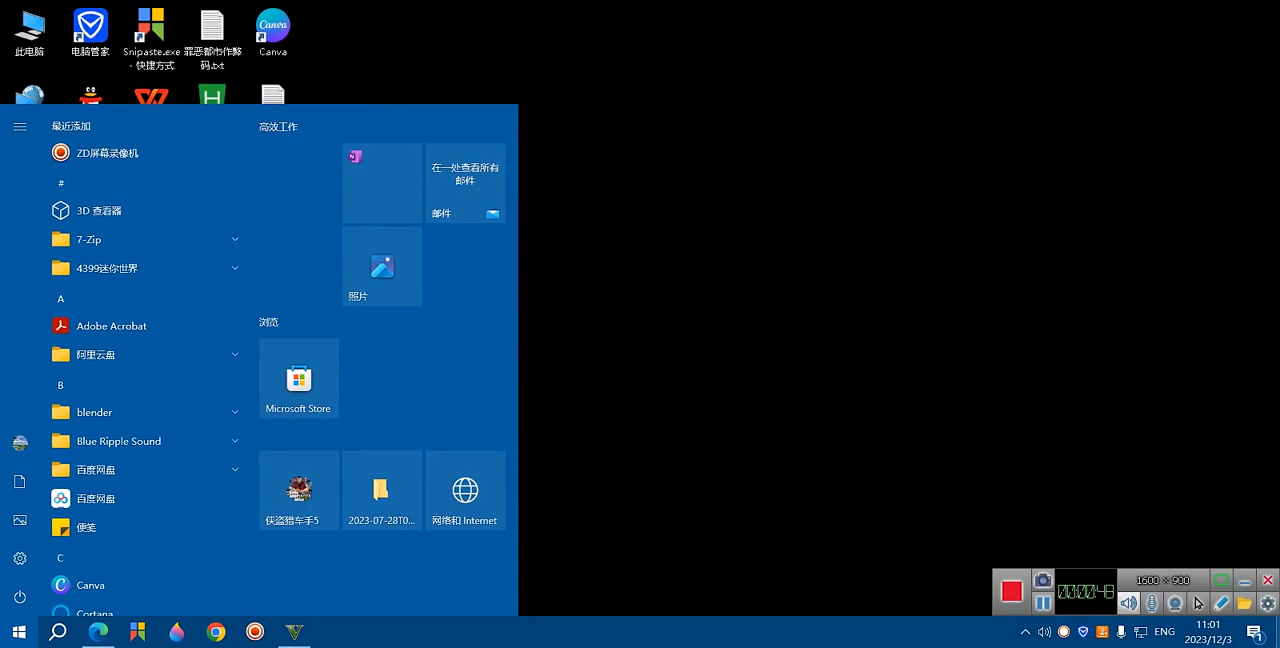 此电脑
电脑管家
Snipaste.exe
- 快捷方式
罪恶都市作弊
码.txt
Canva
最近添加
ZD屏幕录像机
#
3D 查看器
7-Zip
4399迷你世界
A
Adobe Acrobat
阿里云盘
B
blender
Blue Ripple Sound
百度网盘
百度网盘
便笺
C
Canva
Cortana
高效工作
在一处查看所有
邮件
邮件
照片
浏览
Microsoft Store
侠盗猎车手5
2023-07-28T0...
网络和 Internet
00:00:48
1600 × 900
ENG
11:01
2023/12/3
1